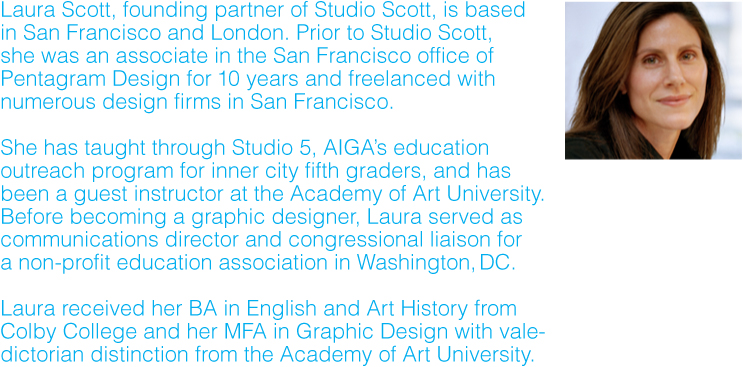 Laura Scott, founding partner of Studio Scott, is based
in San Francisco and London. Prior to Studio Scott,
she was an associate in the San Francisco office of
Pentagram Design for 10 years and freelanced with
numerous design firms in San Francisco.
She has taught through Studio 5, AIGA's education
outreach program for inner city fifth graders, and has
been a guest instructor at the Academy of Art University.
Before becoming a graphic designer, Laura served as
communications director and congressional liaison for
a non-profit education association in Washington, DC.
Laura received her BA in English and Art History from
Colby College and her MFA in Graphic Design with vale-
dictorian distinction from the Academy of Art University.